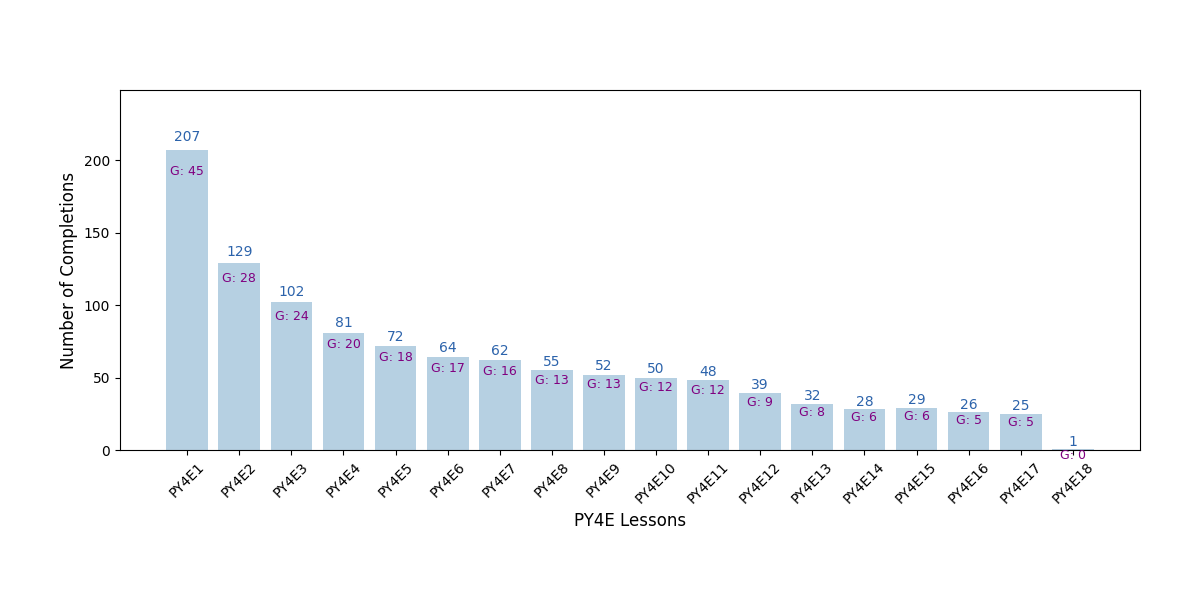 207
G: 45
129
G: 28
102
G: 24
81
G: 20
72
G: 18
64
G: 17
62
G: 16
55
G: 13
52
G: 13
50
G: 12
48
G: 12
39
G: 9
32
G: 8
28
G: 6
29
G: 6
26
G: 5
25
G: 5
1
G: 0
200
150
100
50
0
Number of Completions
PY4E1
PY4E2
PY4E3
PY4E4
PY4E5
PY4E6
PY4E7
PY4E8
PY4E9
PY4E10
PY4E11
PY4E12
PY4E13
PY4E14
PY4E15
PY4E16
PY4E17
PY4E18
PY4E Lessons